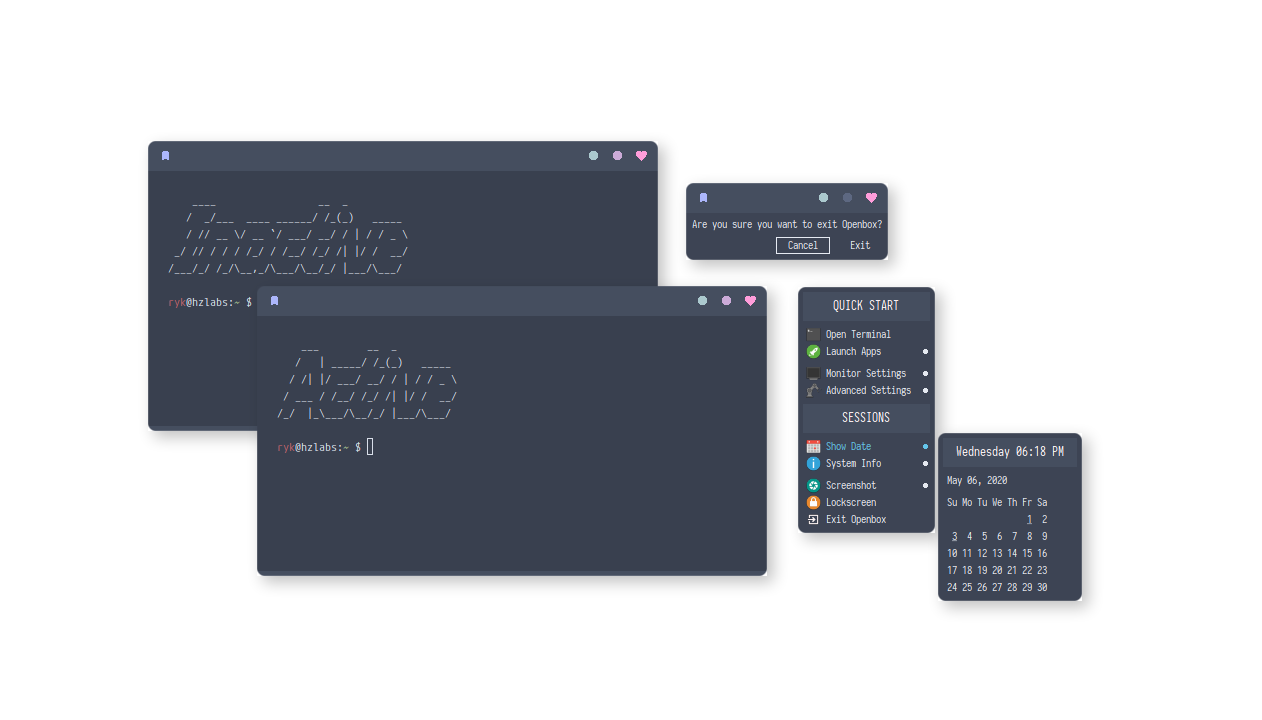 Inactive
ryk@hzlabs:~ $
Active
ryk@hzlabs:~ $
Are you sure you want to exit Openbox?
Cancel
Exit
QUICK START
Open Terminal
Launch Apps
Monitor Settings
Advanced Settings
SESSIONS
Show Date
System Info
Screenshot
Lockscreen
Exit Openbox
Wednesday 06:18 PM
May 06, 2020
Su Mo Tu We Th Fr Sa
1 2
3 4 5 6 7 8 9
10 11 12 13 14 15 16
17 18 19 20 21 22 23
24 25 26 27 28 29 30